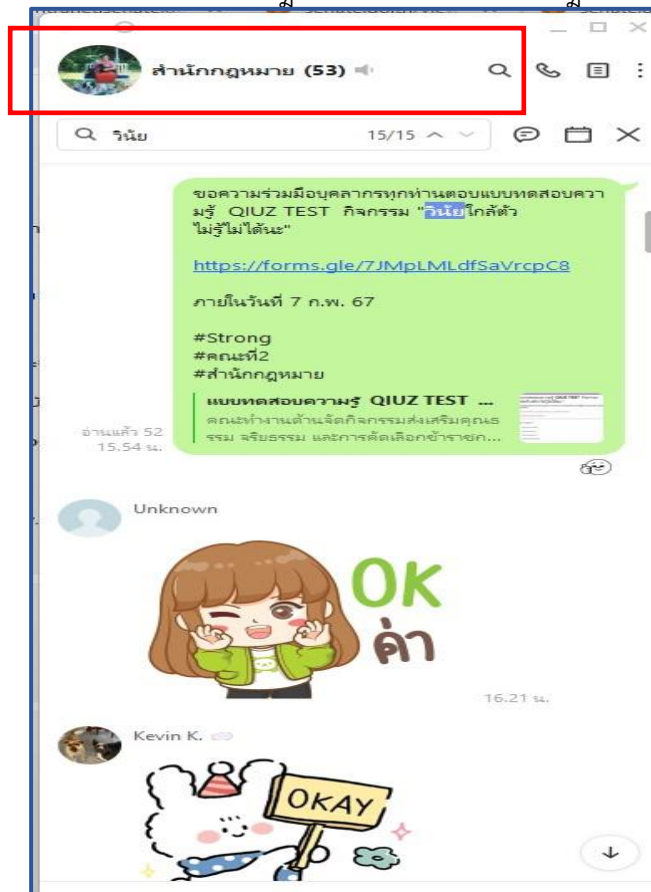 สำนักกฎหมาย (53)
วินัย 15/15
ขอความร่วมมือบุคลากรทุกท่านตอบแบบทดสอบควา
มรู้ QIUZ TEST กิจกรรม "วินัยใกล้ตัว
ไม่รู้ไม่ได้นะ"
https://forms.gle/7JMpLMLdfSaVrcpC8
ภายในวันที่ 7 ก.พ. 67
#Strong
#คณะที่2
#สำนักกฎหมาย
แบบทดสอบความรู้ QIUZ TEST ...
คณะทำงานด้านจัดกิจกรรมส่งเสริมคุณธ
รรม จริยธรรม และการคัดเลือกข้าราชก...
อ่านแล้ว 52
15.54 น.
Unknown
OK
ค่า
16.21 น.
Kevin K.
OKAY